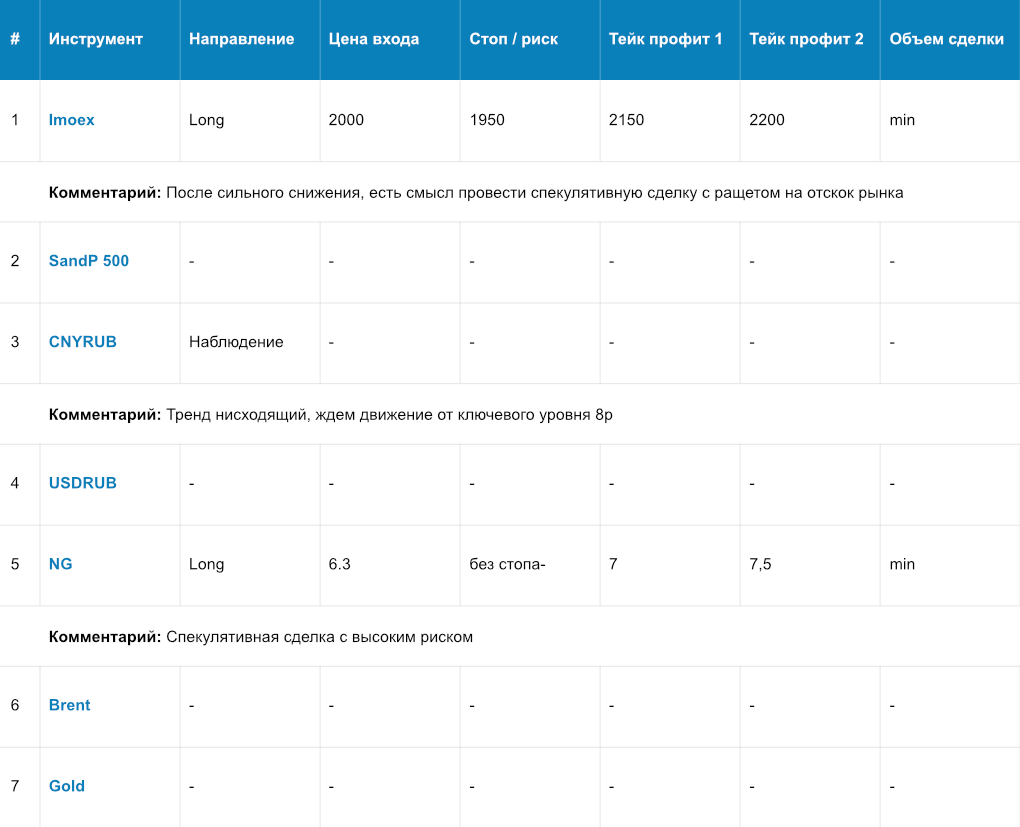 # Инструмент Направление Цена входа Стоп / риск Тейк профит 1 Тейк профит 2 Объем сделки
1 Imoex Long 2000 1950 2150 2200 min
Комментарий: После сильного снижения, есть смысл провести спекулятивную сделку с ращетом на отскок рынка
2 SandP 500 - - - - - -
3 CNYRUB Наблюдение - - - - -
Комментарий: Тренд нисходящий, ждем движение от ключевого уровня 8р
4 USDRUB - - - - - -
5 NG Long 6.3 без стопа- 7 7,5 min
Комментарий: Спекулятивная сделка с высоким риском
6 Brent - - - - - -
7 Gold - - - - - -